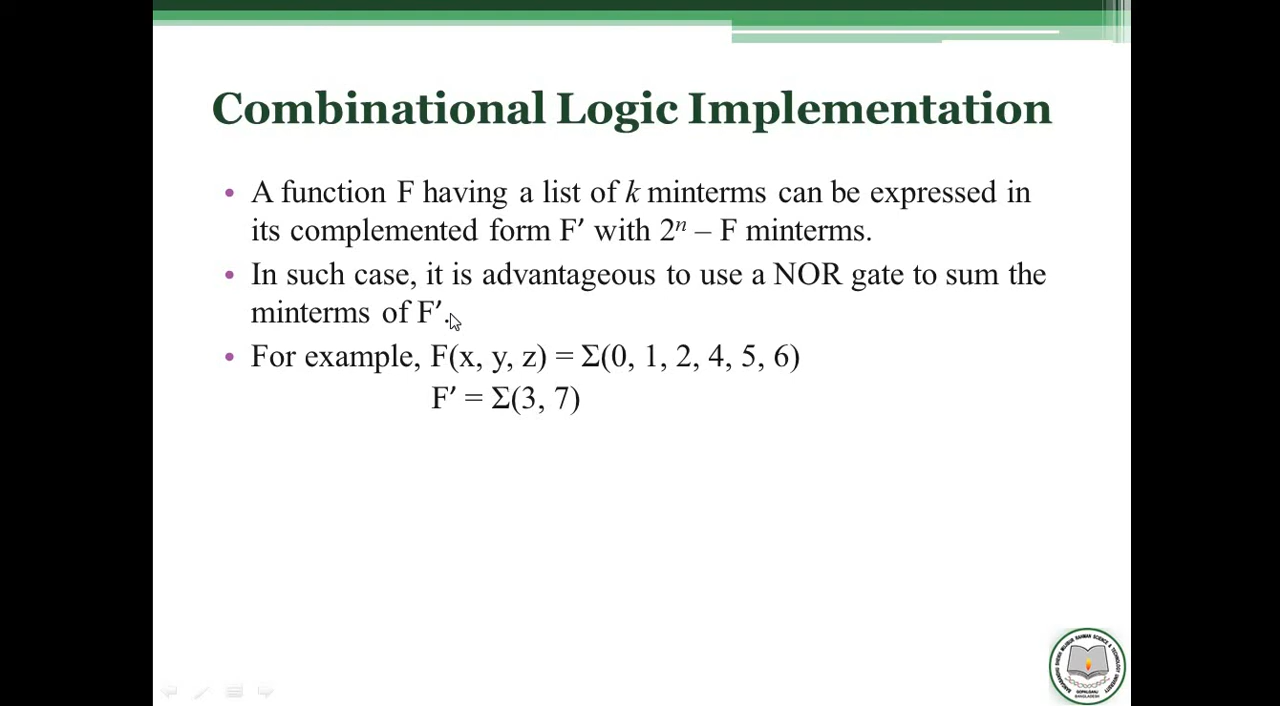 Combinational Logic Implementation
• A function F having a list of k minterms can be expressed in
its complemented form F′ with 2ⁿ – F minterms.
• In such case, it is advantageous to use a NOR gate to sum the
minterms of F′.
• For example, F(x, y, z) = Σ(0, 1, 2, 4, 5, 6)
F′ = Σ(3, 7)